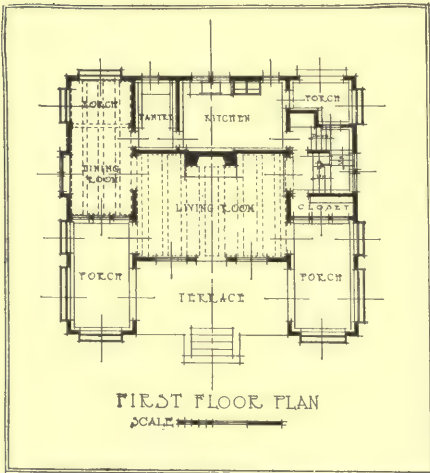 PORCH
PANTRY
KITCHEN
PORCH
DINING
ROOM
LIVING ROOM
CLOSET
PORCH
TERRACE
PORCH
FIRST FLOOR PLAN
SCALE